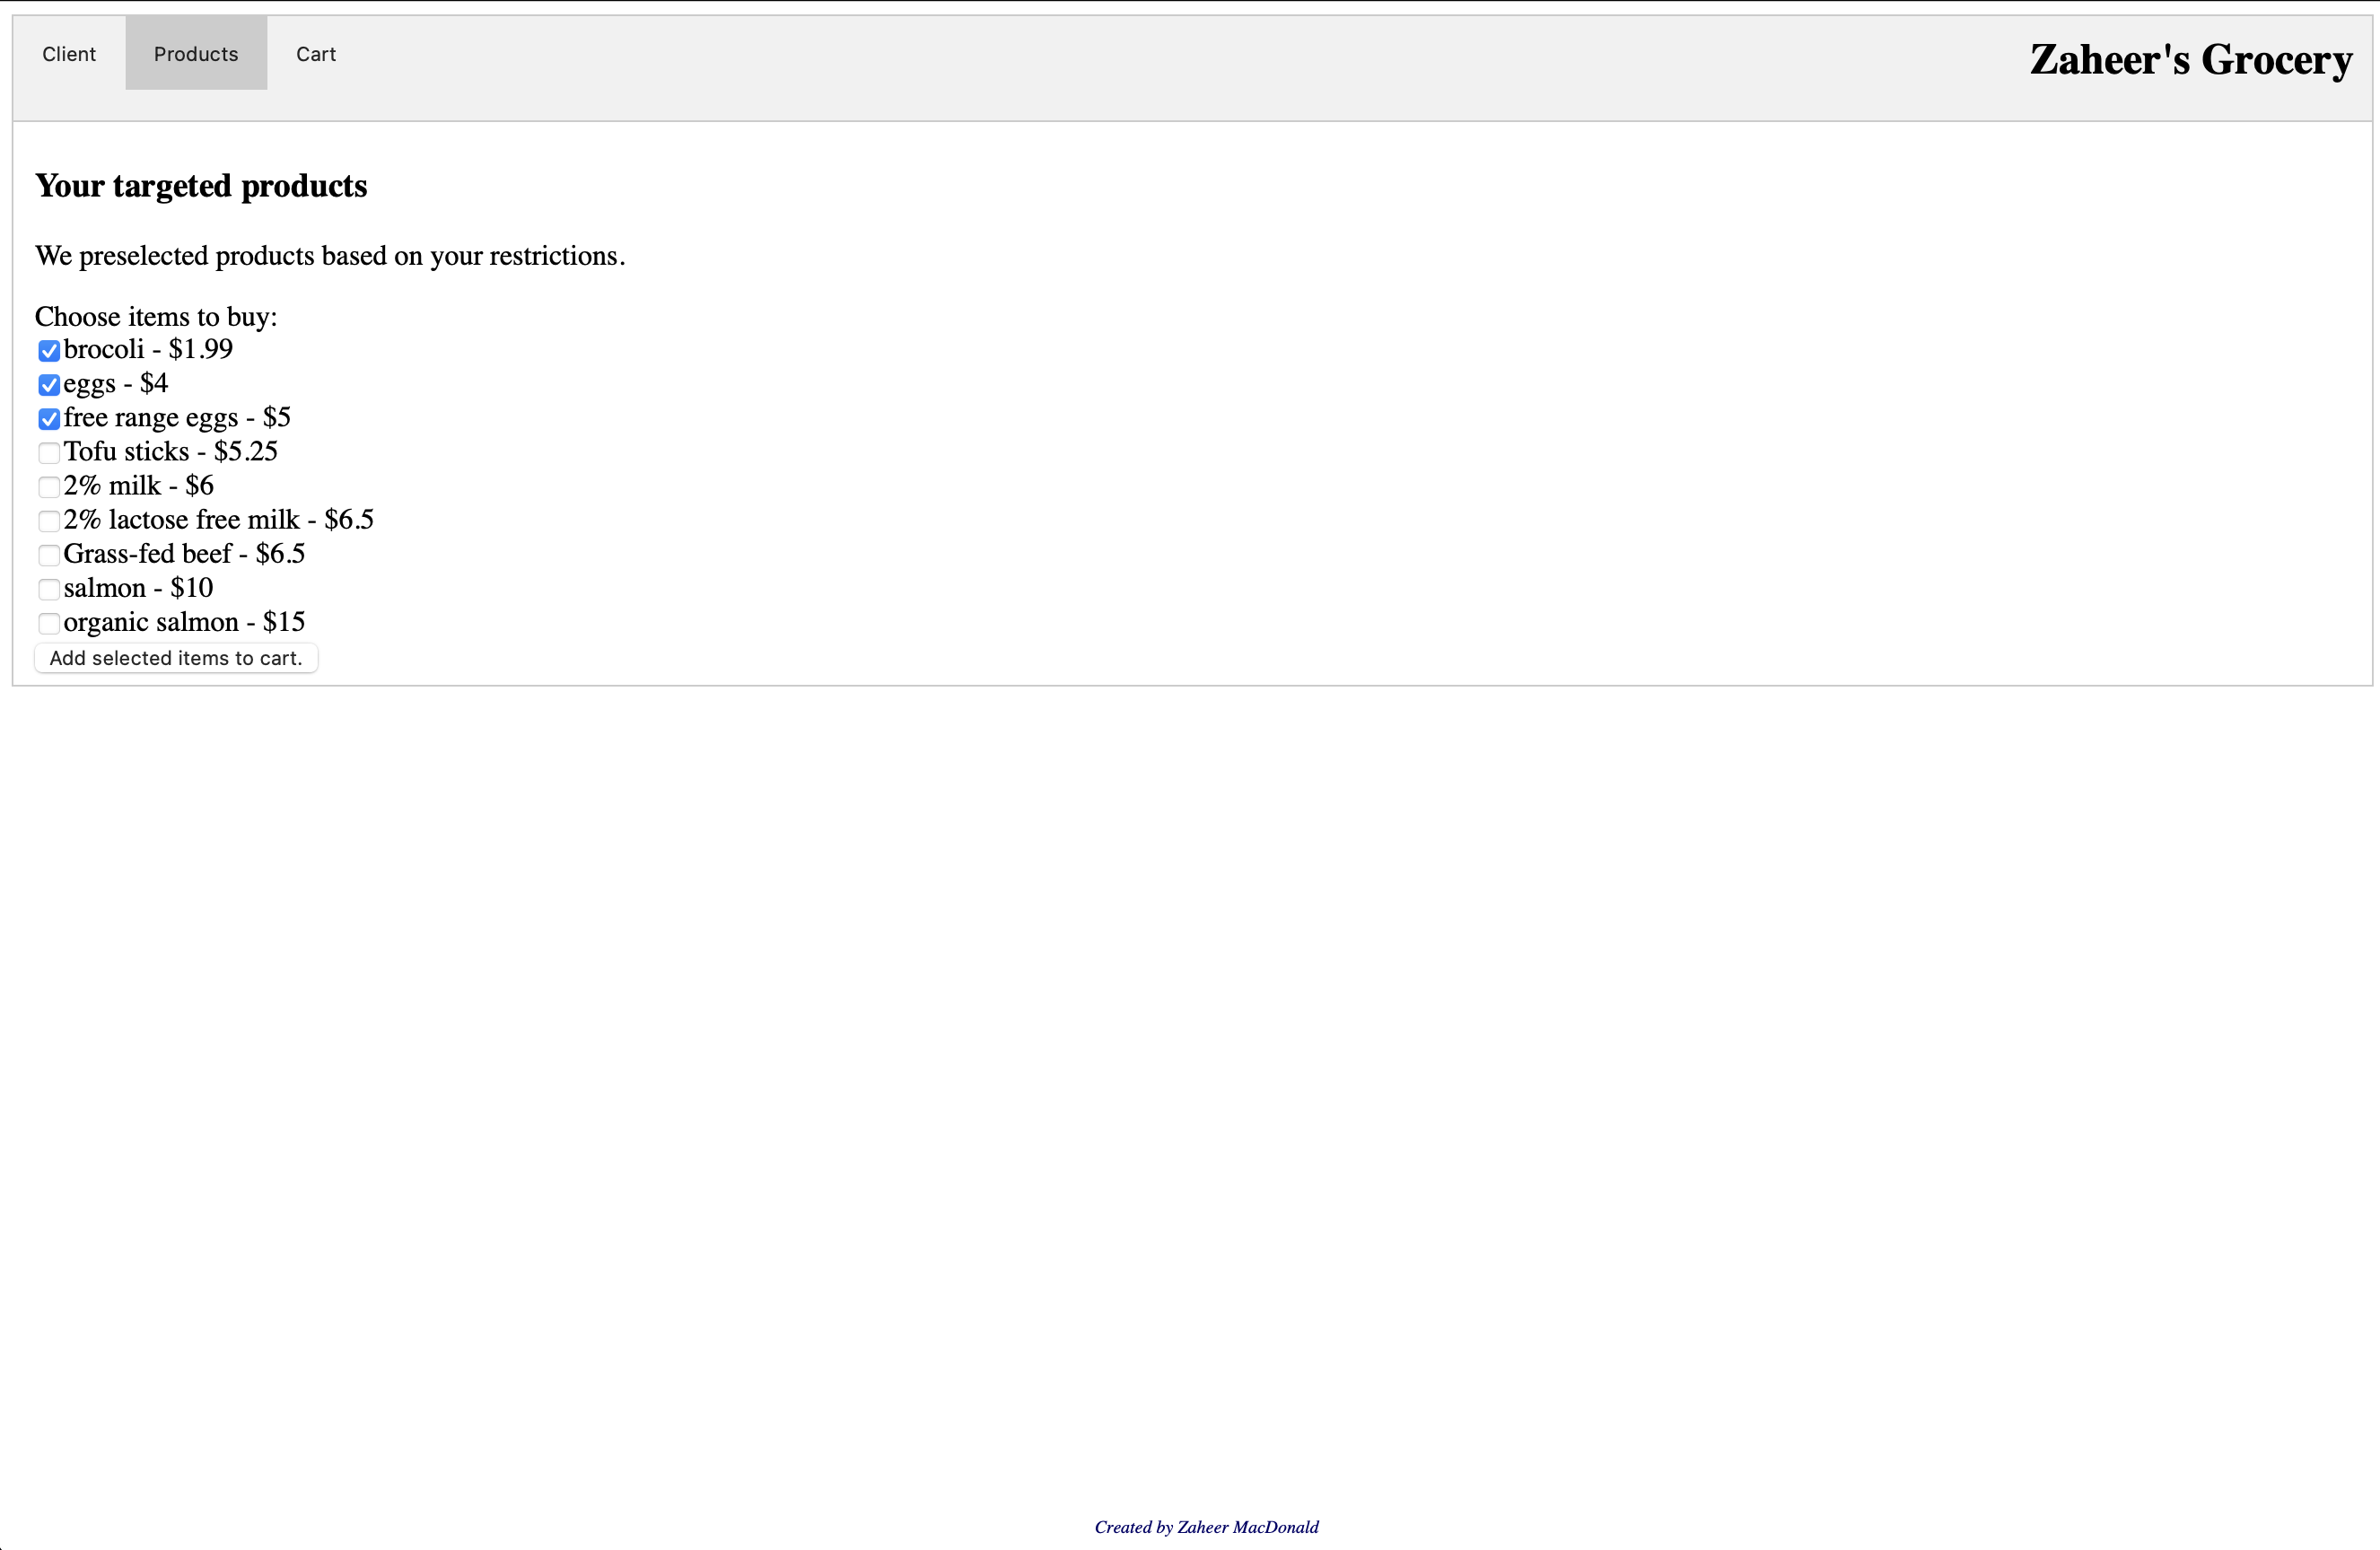 Client Products Cart
Zaheer's Grocery
Your targeted products
We preselected products based on your restrictions.
Choose items to buy:
brocoli - $1.99
eggs - $4
free range eggs - $5
Tofu sticks - $5.25
2% milk - $6
2% lactose free milk - $6.5
Grass-fed beef - $6.5
salmon - $10
organic salmon - $15
Add selected items to cart.
Created by Zaheer MacDonald